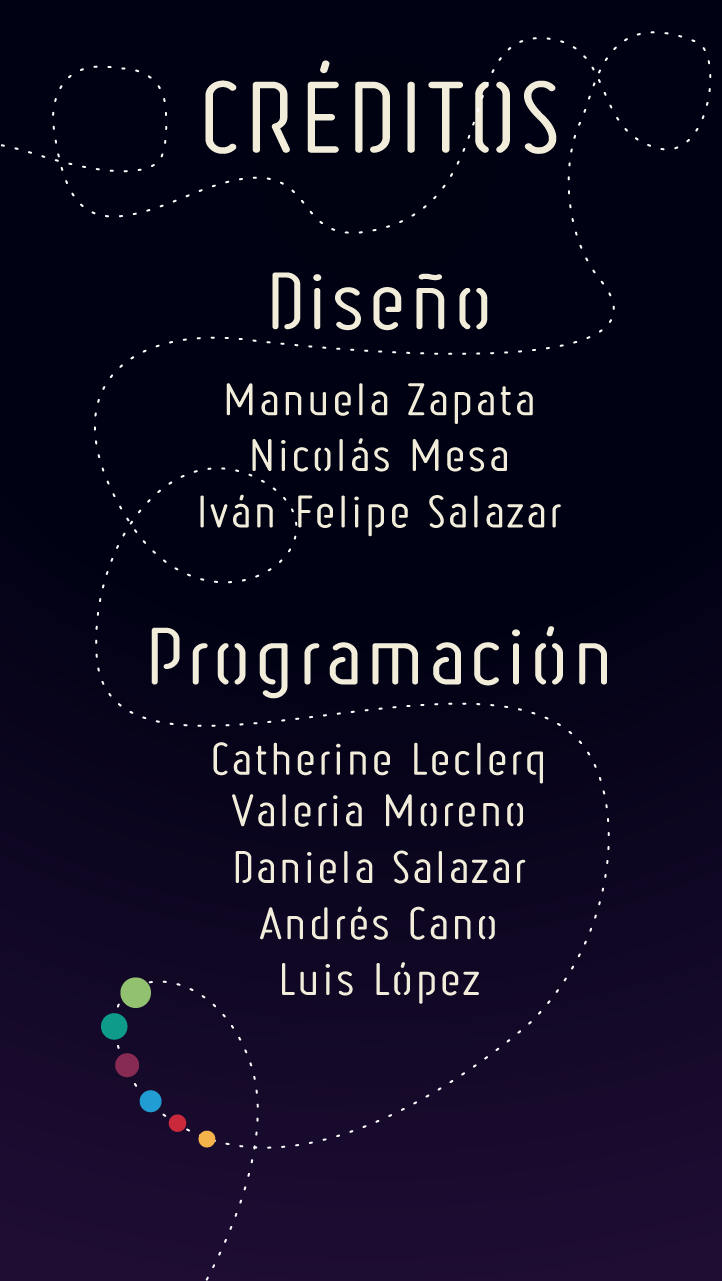 CRÉDITOS
Diseño
Manuela Zapata
Nicolás Mesa
Iván Felipe Salazar
Programación
Catherine Leclerq
Valeria Moreno
Daniela Salazar
Andrés Cano
Luis López